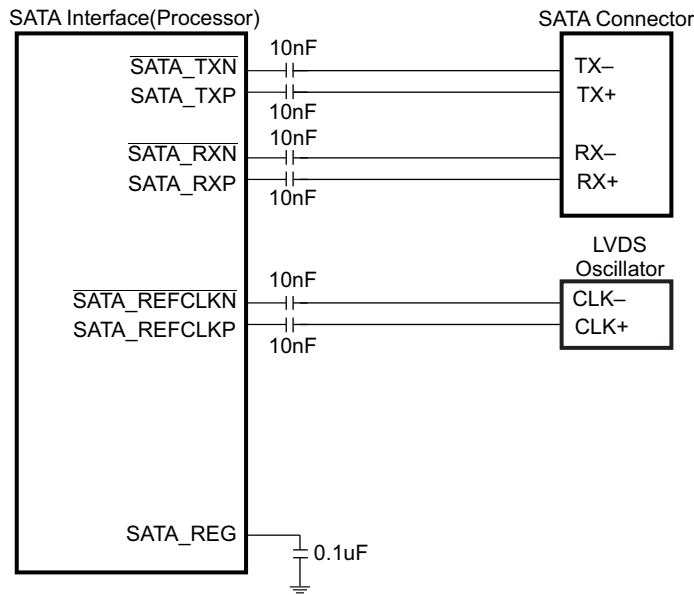 SATA Interface(Processor)
SATA Connector
10nF
SATA_TXN
TX–
SATA_TXP
TX+
10nF
10nF
SATA_RXN
RX–
SATA_RXP
RX+
10nF
LVDS
Oscillator
10nF
SATA_REFCLKN
CLK–
SATA_REFCLKP
CLK+
10nF
SATA_REG
0.1uF